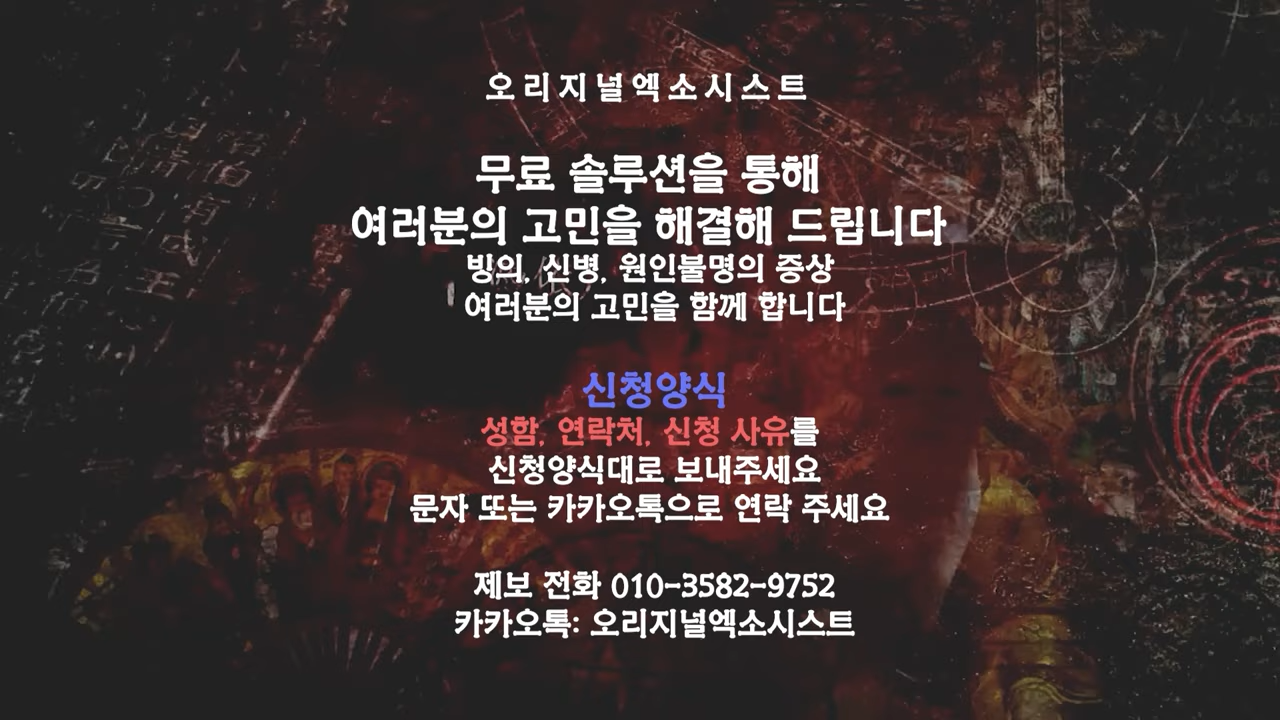 오리지널엑소시스트
무료 솔루션을 통해
여러분의 고민을 해결해 드립니다
빙의, 신병, 원인불명의 증상
여러분의 고민을 함께 합니다
신청양식
성함, 연락처, 신청 사유를
신청양식대로 보내주세요
문자 또는 카카오톡으로 연락 주세요
제보 전화 010-3582-9752
카카오톡: 오리지널엑소시스트